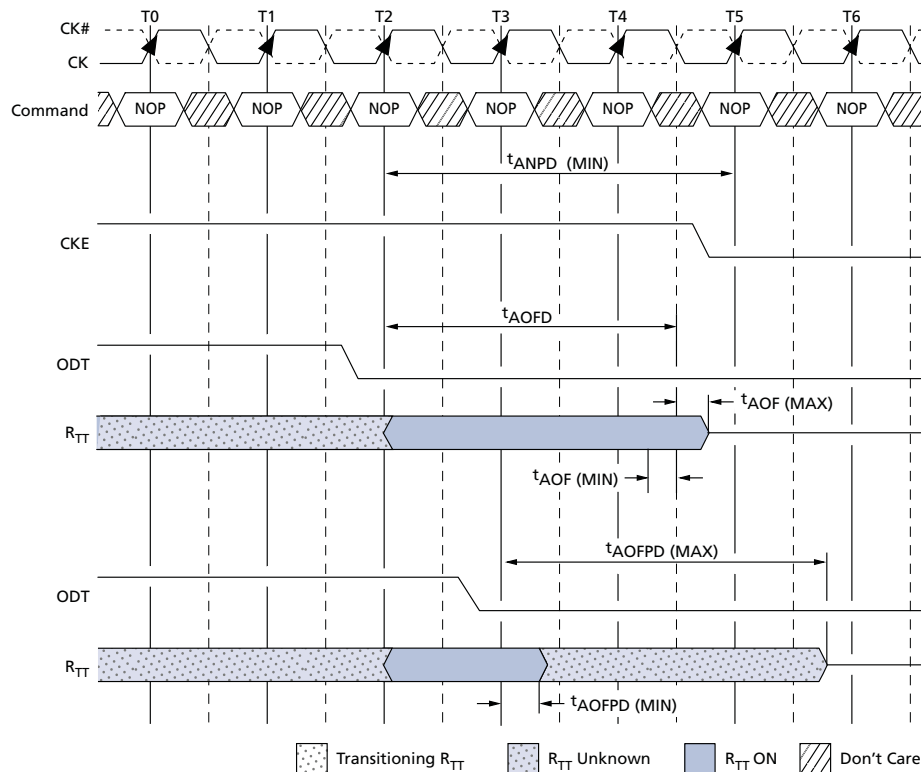 T0 T1 T2 T3 T4 T5 T6
CK#
CK
Command NOP NOP NOP NOP NOP NOP NOP
tANPD (MIN)
CKE
tAOFD
ODT
tAOF (MAX)
RTT
tAOF (MIN)
tAOFPD (MAX)
ODT
RTT
tAOFPD (MIN)
Transitioning RTT RTT Unknown RTT ON Don't Care